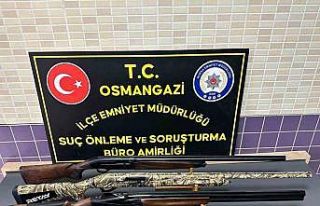 T.C.
OSMANGAZİ
İLÇE EMNİYET MÜDÜRLÜĞÜ
SUÇ ÖNLEME VE SORUŞTURMA
BÜRO AMİRLİĞİ